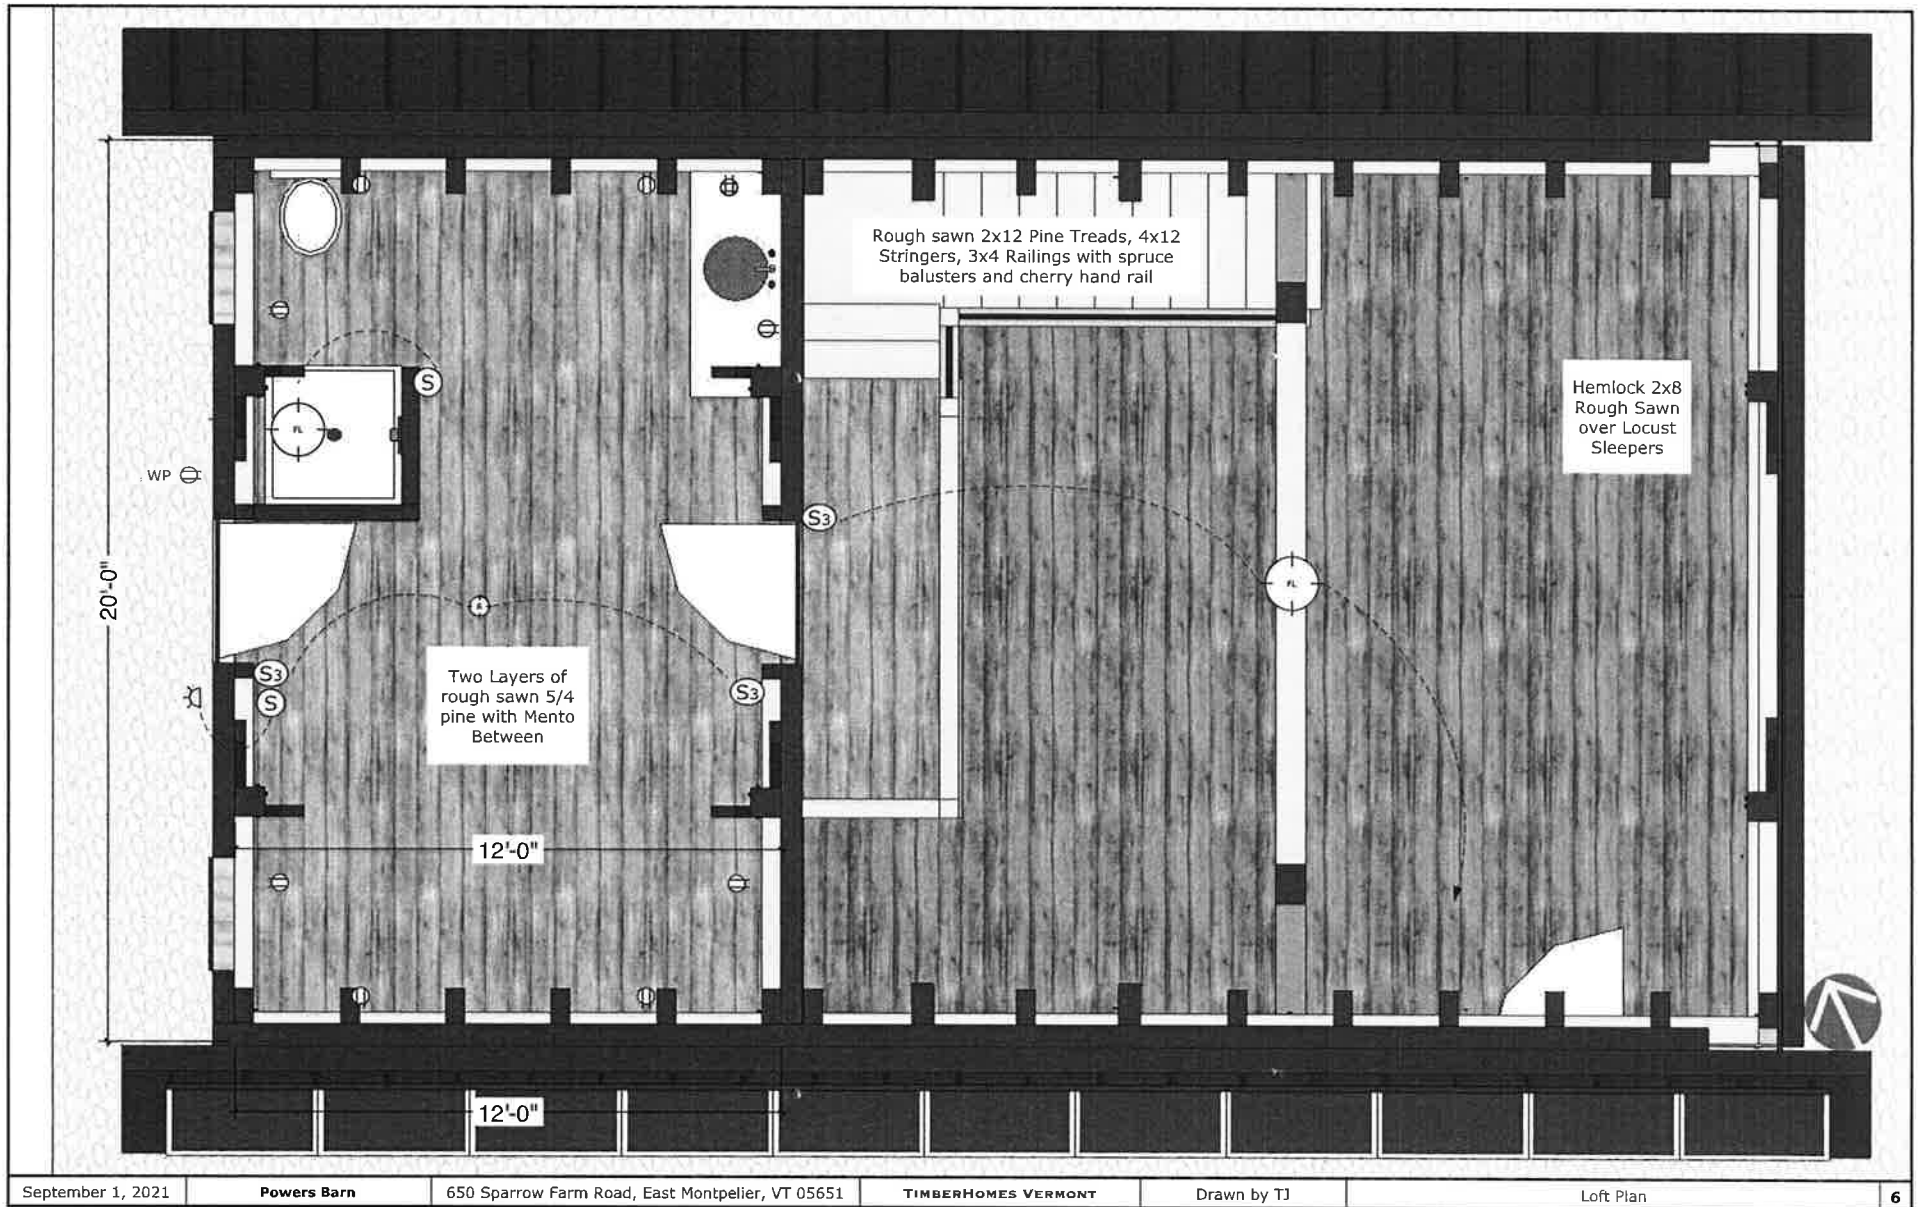 Rough sawn 2x12 Pine Treads, 4x12
Stringers, 3x4 Railings with spruce
balusters and cherry hand rail
Hemlock 2x8
Rough Sawn
over Locust
Sleepers
S
FL
WP
S3
FL
20'-0"
S3
S
S3
Two Layers of
rough sawn 5/4
pine with Mento
Between
12'-0"
12'-0"
September 1, 2021
Powers Barn
650 Sparrow Farm Road, East Montpelier, VT 05651
TIMBERHOMES VERMONT
Drawn by TJ
Loft Plan
6